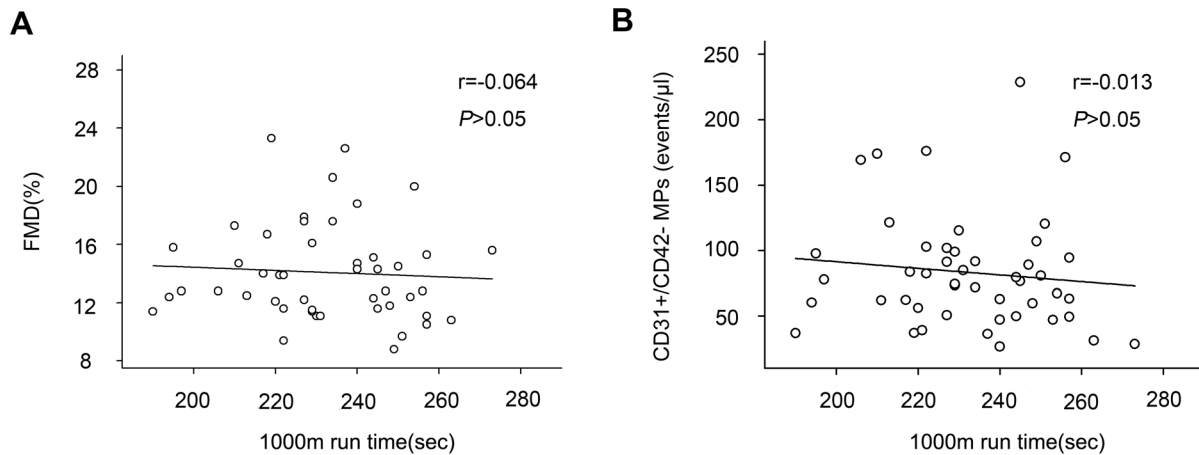 A
r=-0.064
P>0.05
FMD(%)
28
24
20
16
12
8
200
220
240
260
280
1000m run time(sec)
B
r=-0.013
P>0.05
CD31+/CD42- MPs (events/μl)
250
200
150
100
50
200
220
240
260
280
1000m run time(sec)